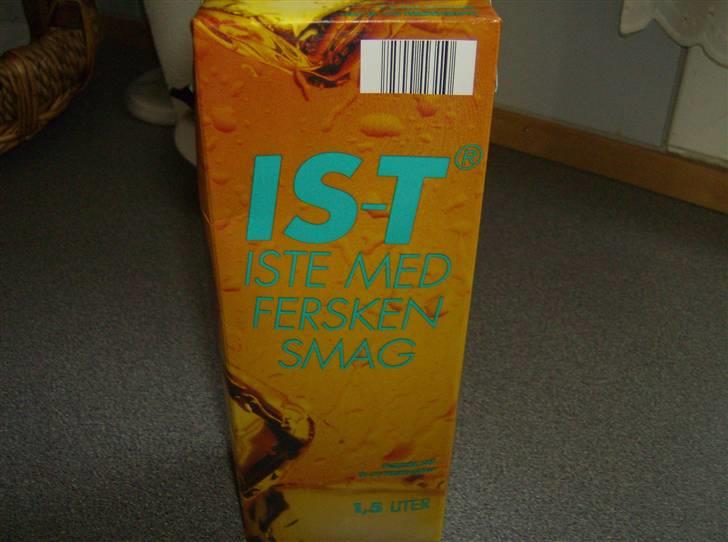 IS-T®
ISTE MED
FERSKEN
SMAG
1,5 LITER